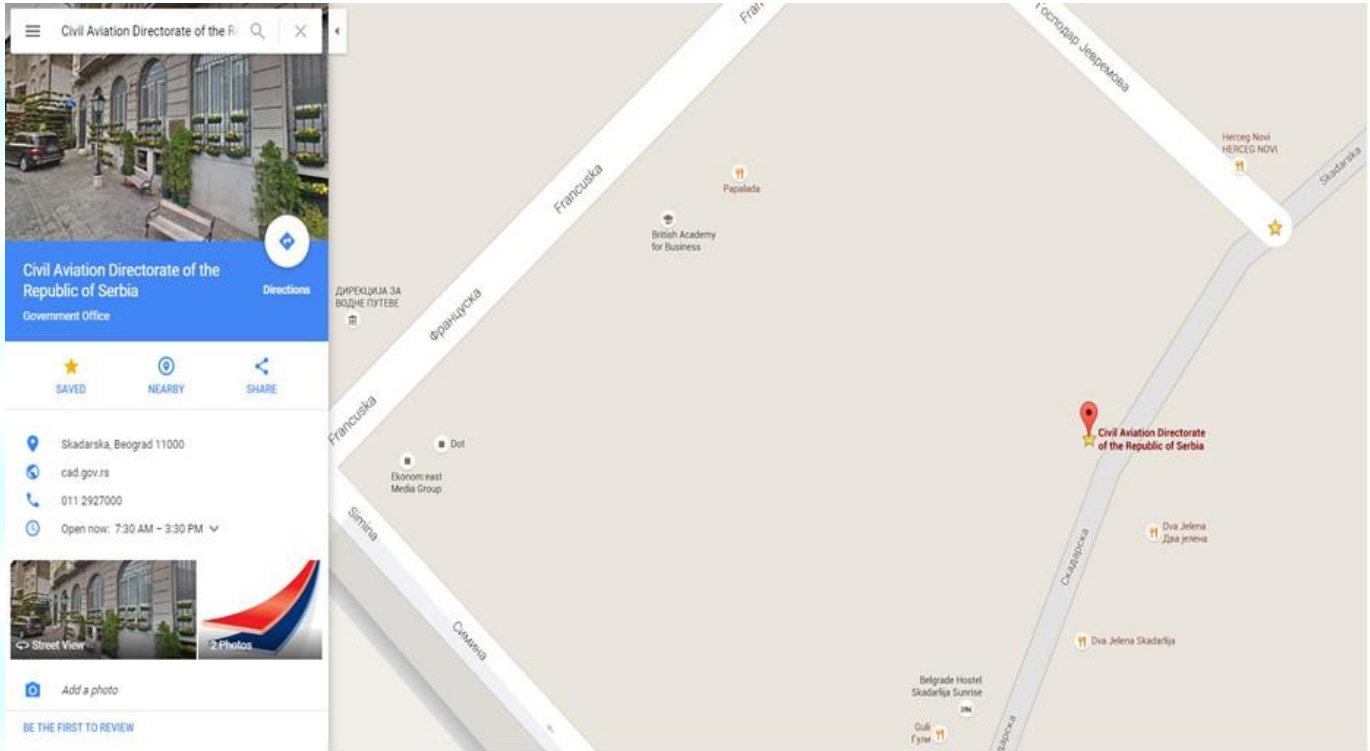 Civil Aviation Directorate of the R
Civil Aviation Directorate of the
Republic of Serbia
Government Office
Directions
SAVED
NEARBY
SHARE
Skadarska, Beograd 11000
cad.gov.rs
011 2927000
Open now: 7:30 AM – 3:30 PM
Street View
2 Photos
Add a photo
BE THE FIRST TO REVIEW
Господар Јевремова
Herceg Novi
HERCEG NOVI
Skadarska
Francuska
Papalada
British Academy
for Business
ДИРЕКЦИЈА ЗА
ВОДНЕ ПУТЕВЕ
Француска
Francuska
Dot
Ekonom:east
Media Group
Civil Aviation Directorate
of the Republic of Serbia
Simina
Dva Jelena
Два јелена
Скадарска
Симина
Dva Jelena Skadarlija
Belgrade Hostel
Skadarlija Sunrise
Guli
Гули